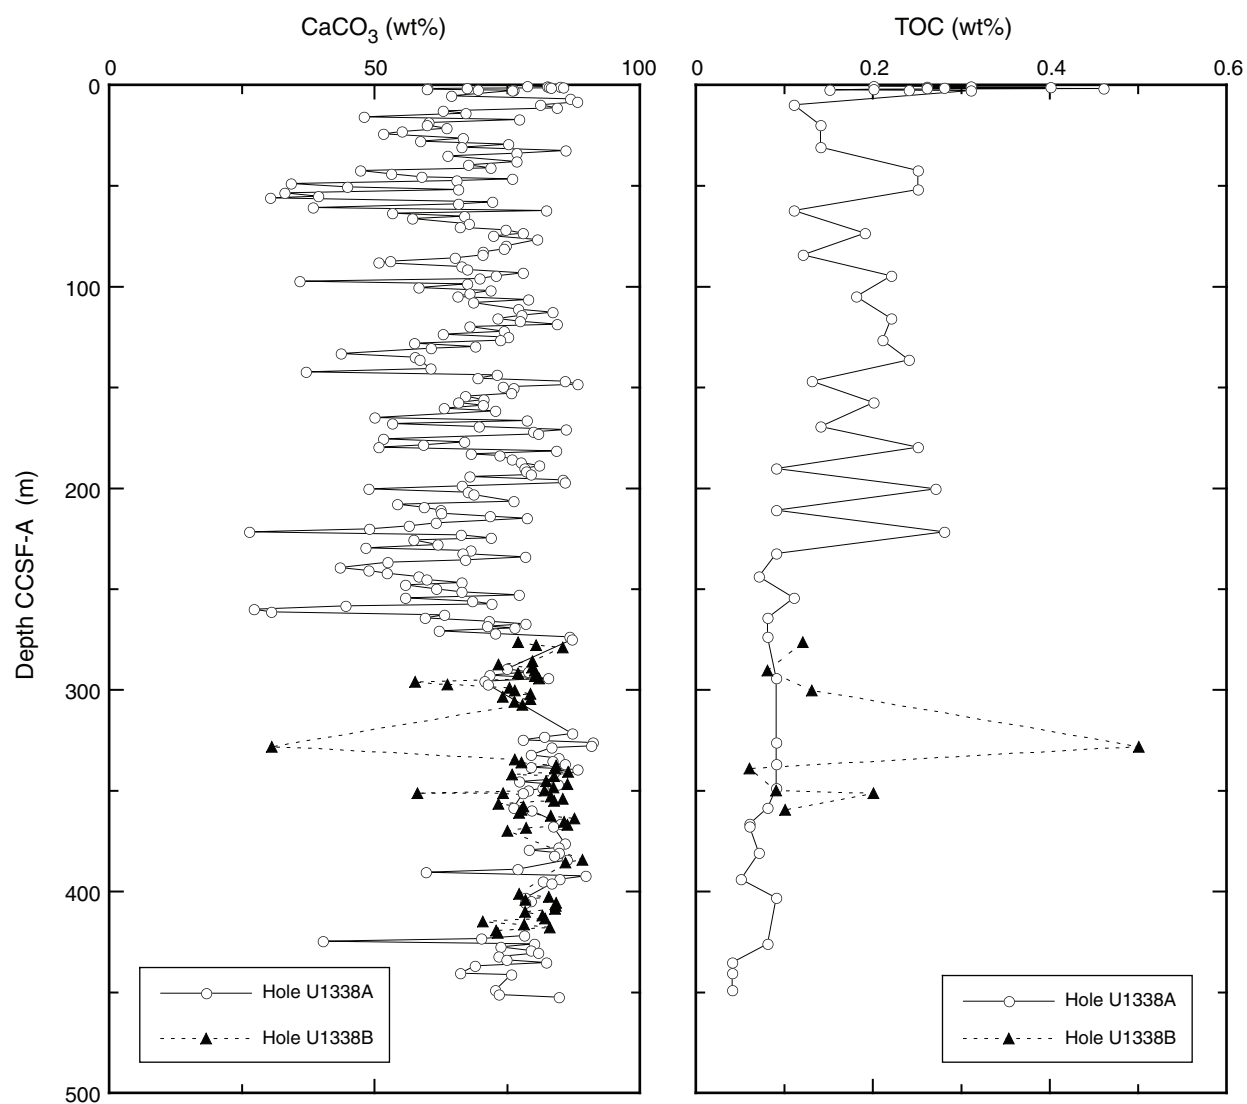 CaCO₃ (wt%)
TOC (wt%)
0 50 100
0 0.2 0.4 0.6
Depth CCSF-A (m)
0
100
200
300
400
500
Hole U1338A
Hole U1338B
Hole U1338A
Hole U1338B